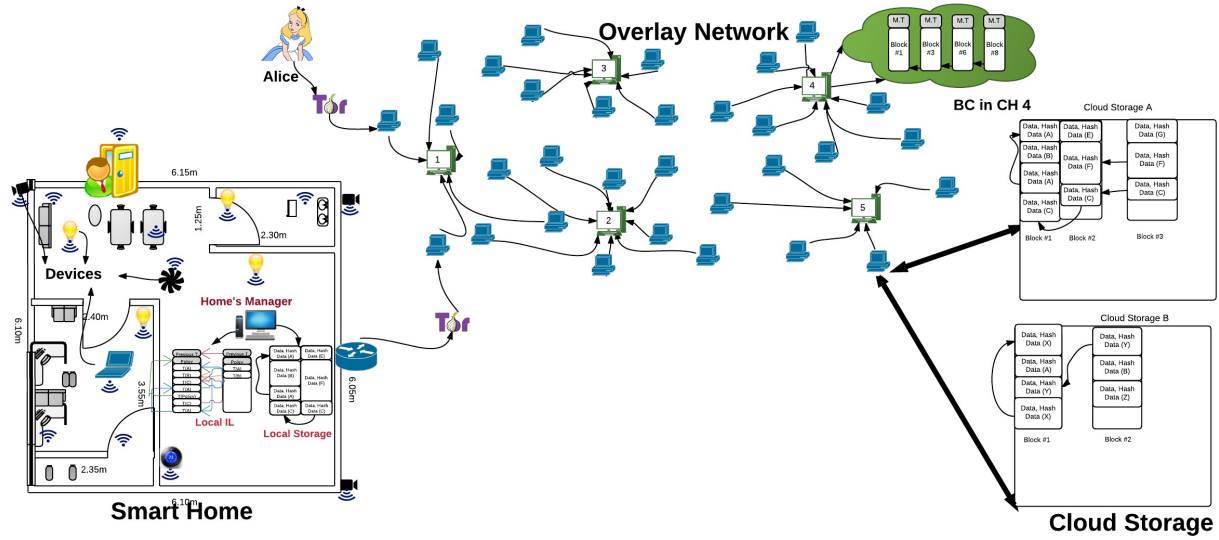 Overlay Network
Alice
Tor
1
2
3
4
5
M.T
M.T
M.T
M.T
Block
#1
Block
#3
Block
#6
Block
#8
BC in CH 4
Cloud Storage A
Data, Hash
Data (A)
Data, Hash
Data (B)
Data, Hash
Data (A)
Data, Hash
Data (C)
Data, Hash
Data (E)
Data, Hash
Data (F)
Data, Hash
Data (C)
Data, Hash
Data (G)
Data, Hash
Data (F)
Data, Hash
Data (C)
Block #1
Block #2
Block #3
Cloud Storage B
Data, Hash
Data (X)
Data, Hash
Data (A)
Data, Hash
Data (Y)
Data, Hash
Data (X)
Data, Hash
Data (Y)
Data, Hash
Data (B)
Data, Hash
Data (Z)
Block #1
Block #2
Cloud Storage
6.15m
1.25m
2.30m
Devices
2.40m
6.10m
3.55m
2.35m
6.10m
6.05m
Home's Manager
Tor
Previous T
Policy
T(A)
T(B)
T(C)
T(A)
T(Policy)
T(C)
T(A)
Previous T
Policy
T(A)
T(B)
Local IL
Data, Hash
Data (A)
Data, Hash
Data (B)
Data, Hash
Data (A)
Data, Hash
Data (C)
Data, Hash
Data (E)
Data, Hash
Data (F)
Data, Hash
Data (C)
Local Storage
Smart Home